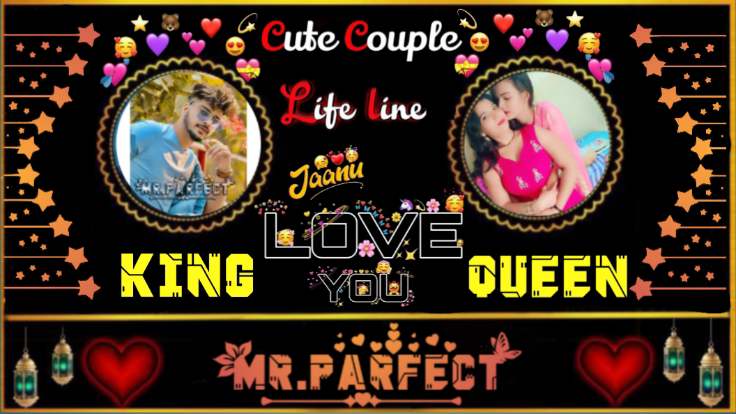 Cute Couple
Life line
Jaanu
MR.PARFECT
LOVE
YOU
KING
QUEEN
MR.PARFECT